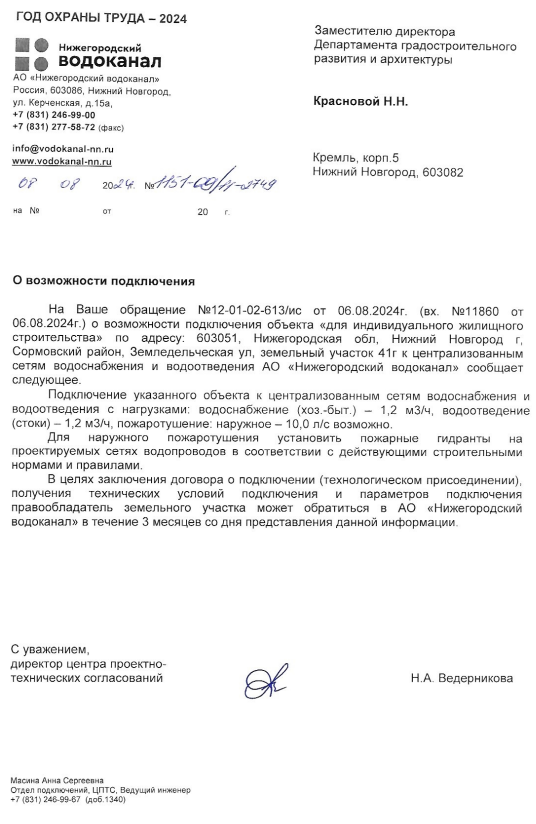 ГОД ОХРАНЫ ТРУДА – 2024
Нижегородский
ВОДОКАНАЛ
АО «Нижегородский водоканал»
Россия, 603086, Нижний Новгород,
ул. Керченская, д.15а,
+7 (831) 246-99-00
+7 (831) 277-58-72 (факс)
info@vodokanal-nn.ru
www.vodokanal-nn.ru
08 08 2024г. №1151-09/11-2749
на № от 20 г.
Заместителю директора
Департамента градостроительного
развития и архитектуры
Красновой Н.Н.
Кремль, корп.5
Нижний Новгород, 603082
О возможности подключения
На Ваше обращение №12-01-02-613/ис от 06.08.2024г. (вх. №11860 от
06.08.2024г.) о возможности подключения объекта «для индивидуального жилищного
строительства» по адресу: 603051, Нижегородская обл, Нижний Новгород г,
Сормовский район, Земледельческая ул, земельный участок 41г к централизованным
сетям водоснабжения и водоотведения АО «Нижегородский водоканал» сообщает
следующее.
Подключение указанного объекта к централизованным сетям водоснабжения и
водоотведения с нагрузками: водоснабжение (хоз.-быт.) – 1,2 м3/ч, водоотведение
(стоки) – 1,2 м3/ч, пожаротушение: наружное – 10,0 л/с возможно.
Для наружного пожаротушения установить пожарные гидранты на
проектируемых сетях водопроводов в соответствии с действующими строительными
нормами и правилами.
В целях заключения договора о подключении (технологическом присоединении),
получения технических условий подключения и параметров подключения
правообладатель земельного участка может обратиться в АО «Нижегородский
водоканал» в течение 3 месяцев со дня представления данной информации.
С уважением,
директор центра проектно-
технических согласований
Н.А. Ведерникова
Масина Анна Сергеевна
Отдел подключений, ЦПТС, Ведущий инженер
+7 (831) 246-99-67 (доб.1340)